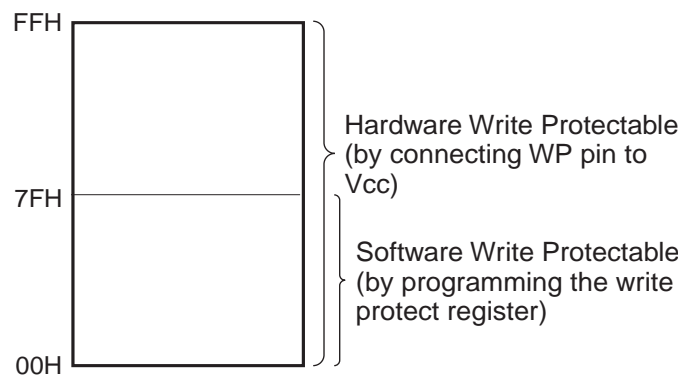 FFH
Hardware Write Protectable
(by connecting WP pin to
Vcc)
7FH
Software Write Protectable
(by programming the write
protect register)
00H